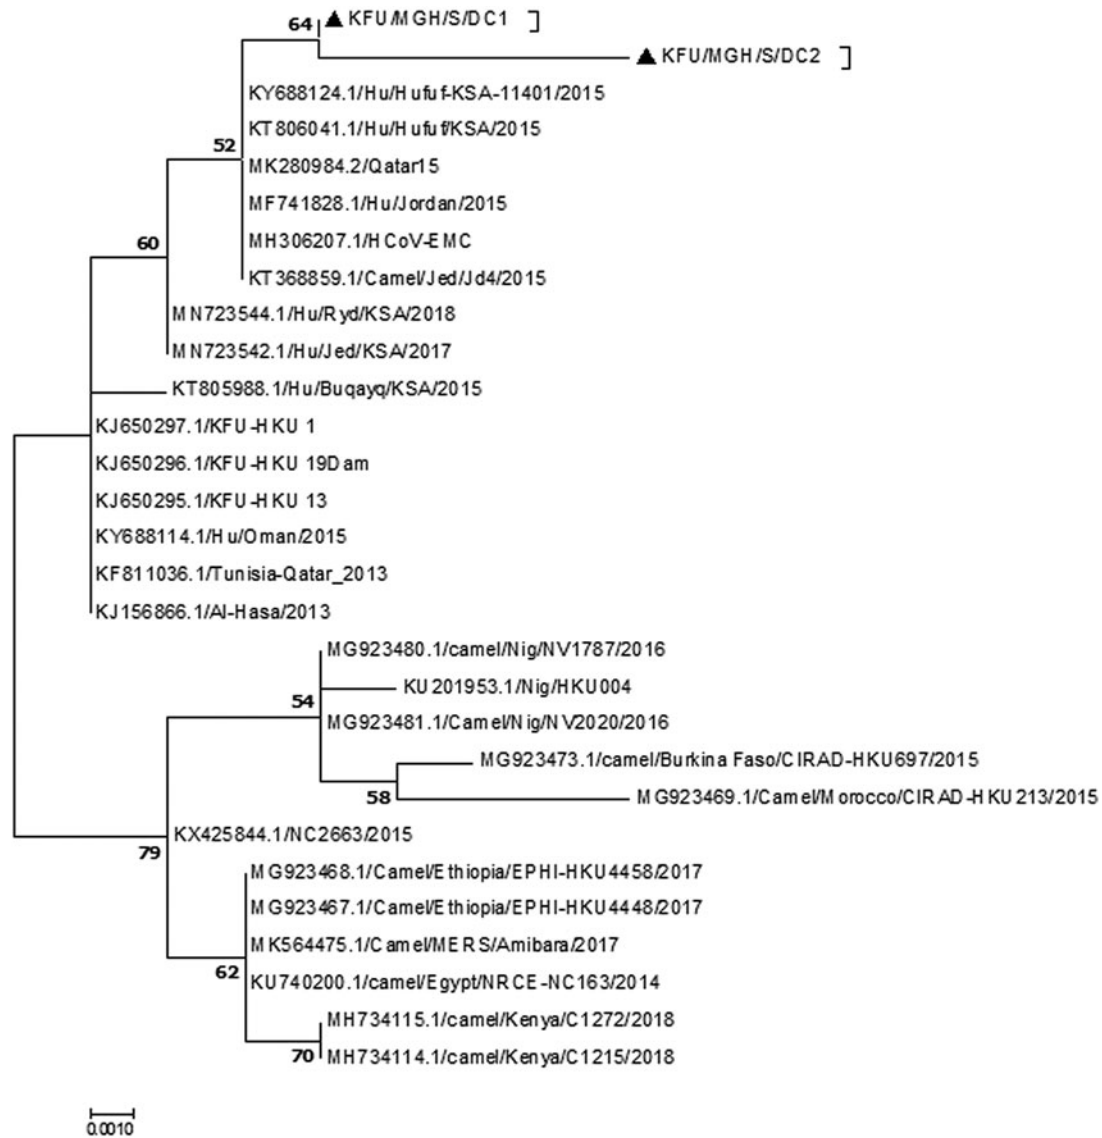 64
▲ KFU/MGH/S/DC1 ]
▲ KFU/MGH/S/DC2 ]
KY688124.1/Hu/Hufuf-KSA-11401/2015
KT806041.1/Hu/Hufuf/KSA/2015
52
MK280984.2/Qatar15
MF741828.1/Hu/Jordan/2015
60
MH306207.1/HCoV-EMC
KT368859.1/Camel/Jed/Jd4/2015
MN723544.1/Hu/Ryd/KSA/2018
MN723542.1/Hu/Jed/KSA/2017
KT805988.1/Hu/Buqayq/KSA/2015
KJ650297.1/KFU-HKU 1
KJ650296.1/KFU-HKU 19Dam
KJ650295.1/KFU-HKU 13
KY688114.1/Hu/Oman/2015
KF811036.1/Tunisia-Qatar_2013
KJ156866.1/Al-Hasa/2013
MG923480.1/camel/Nig/NV1787/2016
KU201953.1/Nig/HKU004
54
MG923481.1/Camel/Nig/NV2020/2016
MG923473.1/camel/Burkina Faso/CIRAD-HKU697/2015
58
MG923469.1/Camel/Morocco/CIRAD-HKU213/2015
KX425844.1/NC2663/2015
79
MG923468.1/Camel/Ethiopia/EPHI-HKU4458/2017
MG923467.1/Camel/Ethiopia/EPHI-HKU4448/2017
MK564475.1/Camel/MERS/Amibara/2017
62
KU740200.1/camel/Egypt/NRCE-NC163/2014
MH734115.1/camel/Kenya/C1272/2018
70
MH734114.1/camel/Kenya/C1215/2018
0.0010